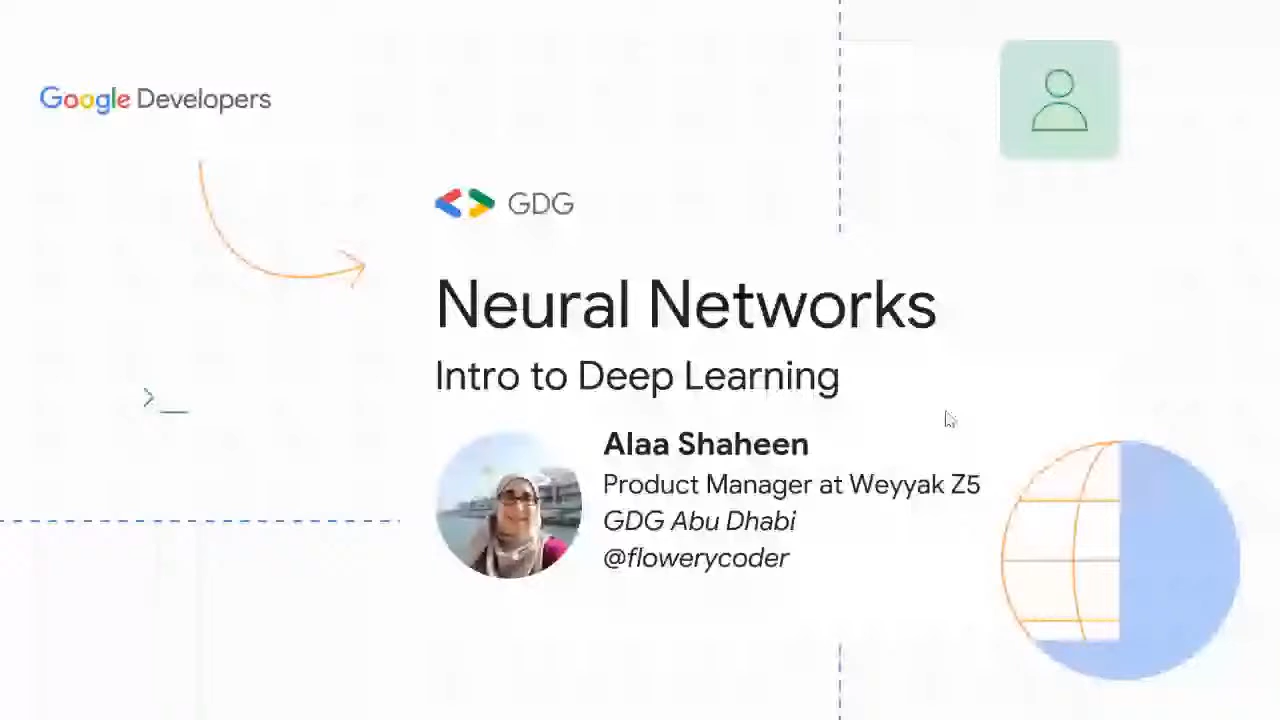 Google Developers
GDG
Neural Networks
Intro to Deep Learning
Alaa Shaheen
Product Manager at Weyyak Z5
GDG Abu Dhabi
@flowerycoder